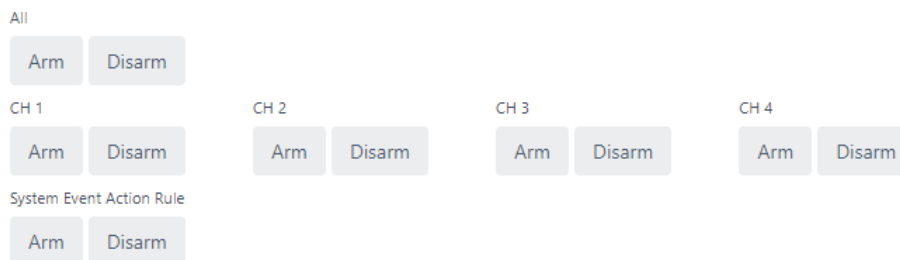 All
Arm Disarm
CH 1 CH 2 CH 3 CH 4
Arm Disarm Arm Disarm Arm Disarm Arm Disarm
System Event Action Rule
Arm Disarm